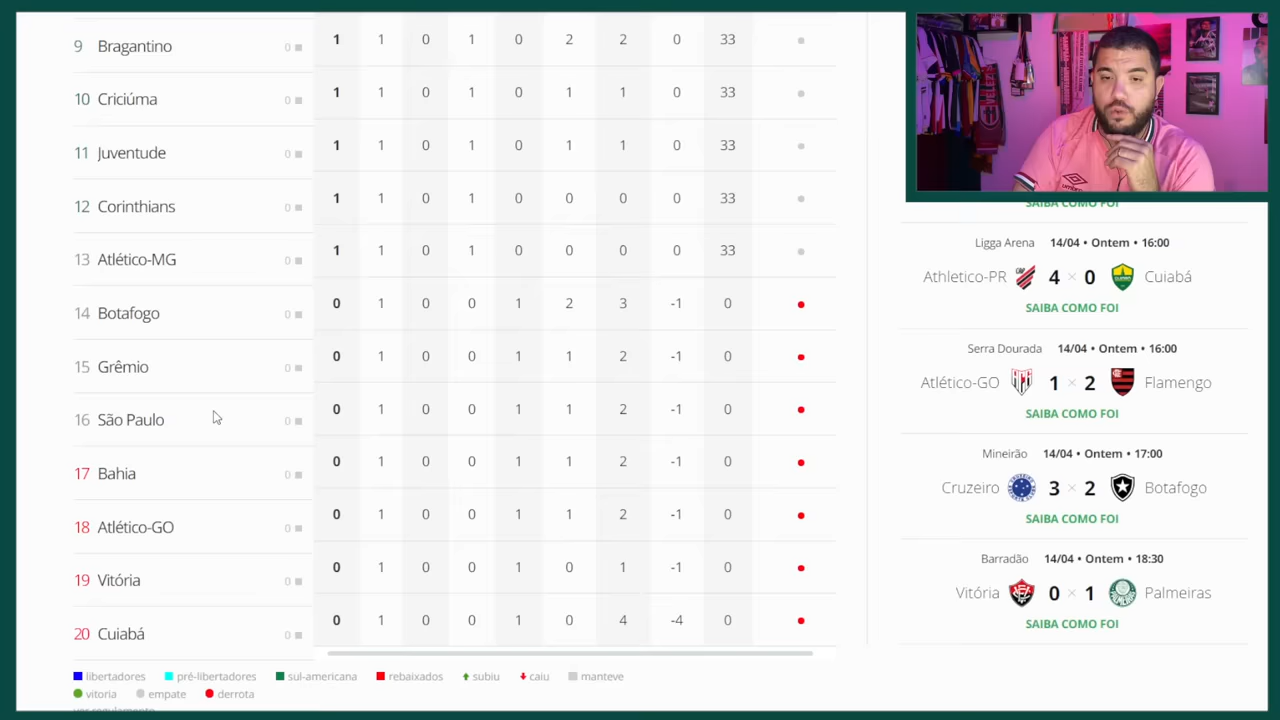 9 Bragantino 0 1 1 0 1 0 2 2 0 33
10 Criciúma 0 1 1 0 1 0 1 1 0 33
11 Juventude 0 1 1 0 1 0 1 1 0 33
12 Corinthians 0 1 1 0 1 0 0 0 0 33
13 Atlético-MG 0 1 1 0 1 0 0 0 0 33
14 Botafogo 0 0 1 0 0 1 2 3 -1 0
15 Grêmio 0 0 1 0 0 1 1 2 -1 0
16 São Paulo 0 0 1 0 0 1 1 2 -1 0
17 Bahia 0 0 1 0 0 1 1 2 -1 0
18 Atlético-GO 0 0 1 0 0 1 1 2 -1 0
19 Vitória 0 0 1 0 0 1 0 1 -1 0
20 Cuiabá 0 0 1 0 0 1 0 4 -4 0
libertadores pré-libertadores sul-americana rebaixados subiu caiu manteve
vitoria empate derrota
ver regulamento
VELEZ
umbro
SAIBA COMO FOI
Ligga Arena 14/04 • Ontem • 16:00
Athletico-PR 4 × 0 Cuiabá
SAIBA COMO FOI
Serra Dourada 14/04 • Ontem • 16:00
Atlético-GO 1 × 2 Flamengo
SAIBA COMO FOI
Mineirão 14/04 • Ontem • 17:00
Cruzeiro 3 × 2 Botafogo
SAIBA COMO FOI
Barradão 14/04 • Ontem • 18:30
Vitória 0 × 1 Palmeiras
SAIBA COMO FOI